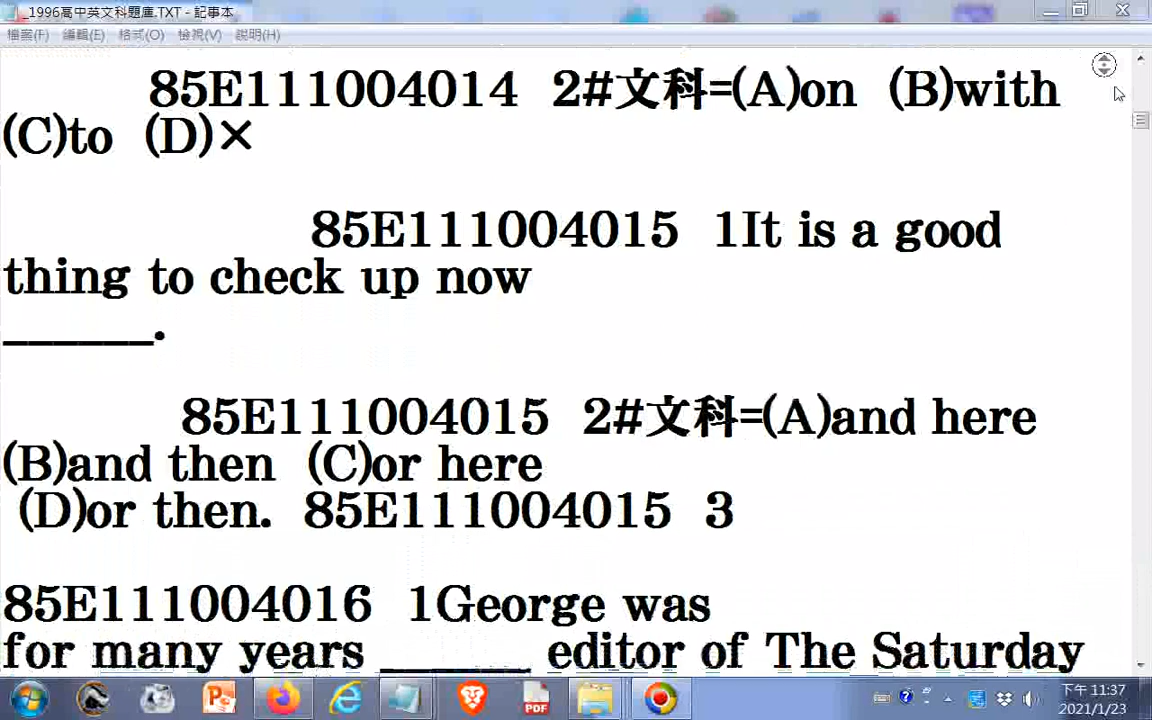 _1996高中英文科題庫.TXT - 記事本
檔案(F) 編輯(E) 格式(O) 檢視(V) 說明(H)
85E111004014 2#文科=(A)on (B)with
(C)to (D)×
85E111004015 1It is a good
thing to check up now
______.
85E111004015 2#文科=(A)and here
(B)and then (C)or here
(D)or then. 85E111004015 3
85E111004016 1George was
for many years ______ editor of The Saturday
下午 11:37
2021/1/23